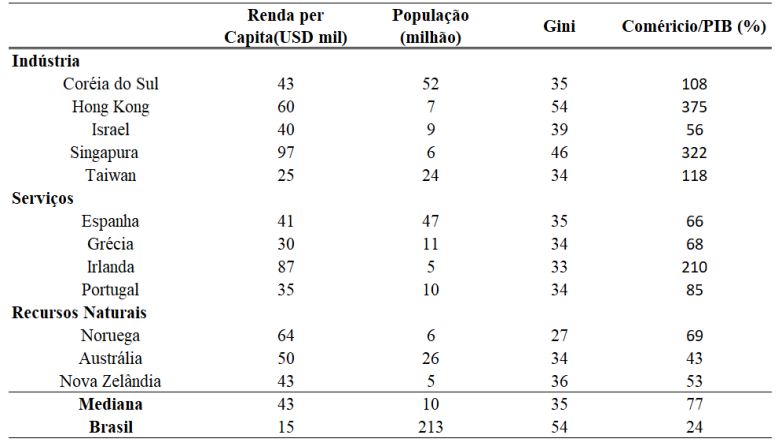 Renda per Capita(USD mil) População (milhão) Gini Coméricio/PIB (%)
Indústria
Coréia do Sul 43 52 35 108
Hong Kong 60 7 54 375
Israel 40 9 39 56
Singapura 97 6 46 322
Taiwan 25 24 34 118
Serviços
Espanha 41 47 35 66
Grécia 30 11 34 68
Irlanda 87 5 33 210
Portugal 35 10 34 85
Recursos Naturais
Noruega 64 6 27 69
Austrália 50 26 34 43
Nova Zelândia 43 5 36 53
Mediana 43 10 35 77
Brasil 15 213 54 24